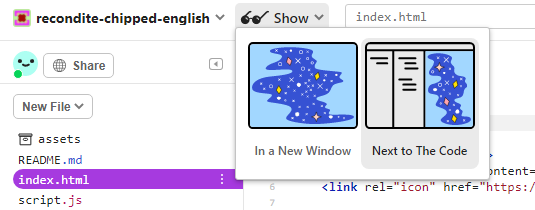 recondite-chipped-english
Show
index.html
Share
New File
In a New Window
Next to The Code
assets
README.md
index.html
script.js
content=
6
<link rel="icon" href="https:/
7